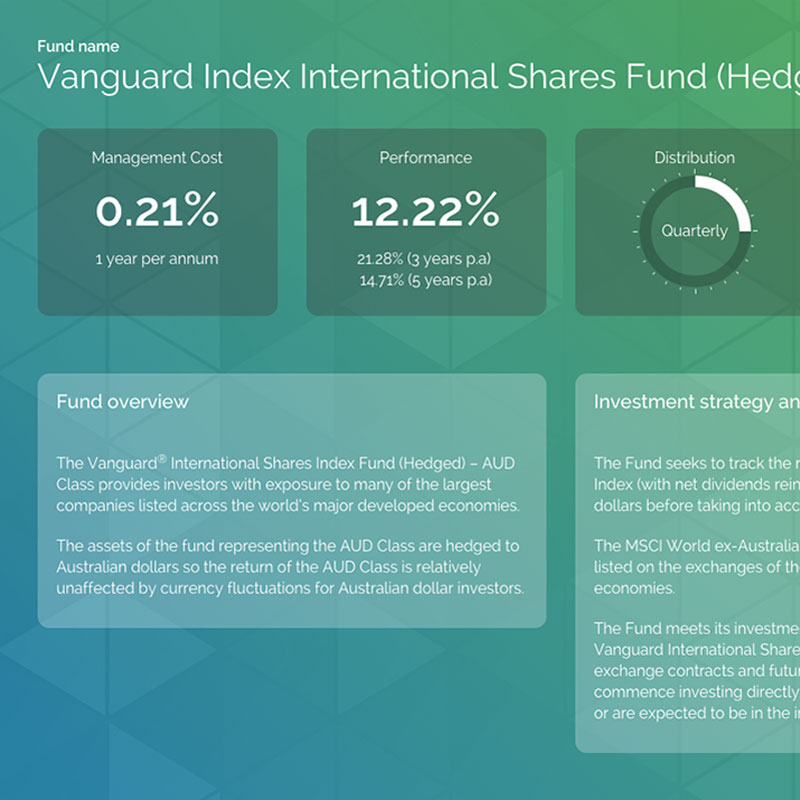 Fund name
Vanguard Index International Shares Fund (Hedg
Management Cost
0.21%
1 year per annum
Performance
12.22%
21.28% (3 years p.a)
14.71% (5 years p.a)
Distribution
Quarterly
Fund overview
The Vanguard® International Shares Index Fund (Hedged) – AUD
Class provides investors with exposure to many of the largest
companies listed across the world's major developed economies.
The assets of the fund representing the AUD Class are hedged to
Australian dollars so the return of the AUD Class is relatively
unaffected by currency fluctuations for Australian dollar investors.
Investment strategy an
The Fund seeks to track the r
Index (with net dividends rein
dollars before taking into acc
The MSCI World ex-Australia
listed on the exchanges of th
economies.
The Fund meets its investme
Vanguard International Share
exchange contracts and futur
commence investing directly
or are expected to be in the i